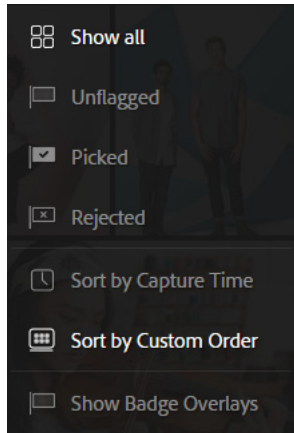 Show all
Unflagged
Picked
Rejected
Sort by Capture Time
Sort by Custom Order
Show Badge Overlays